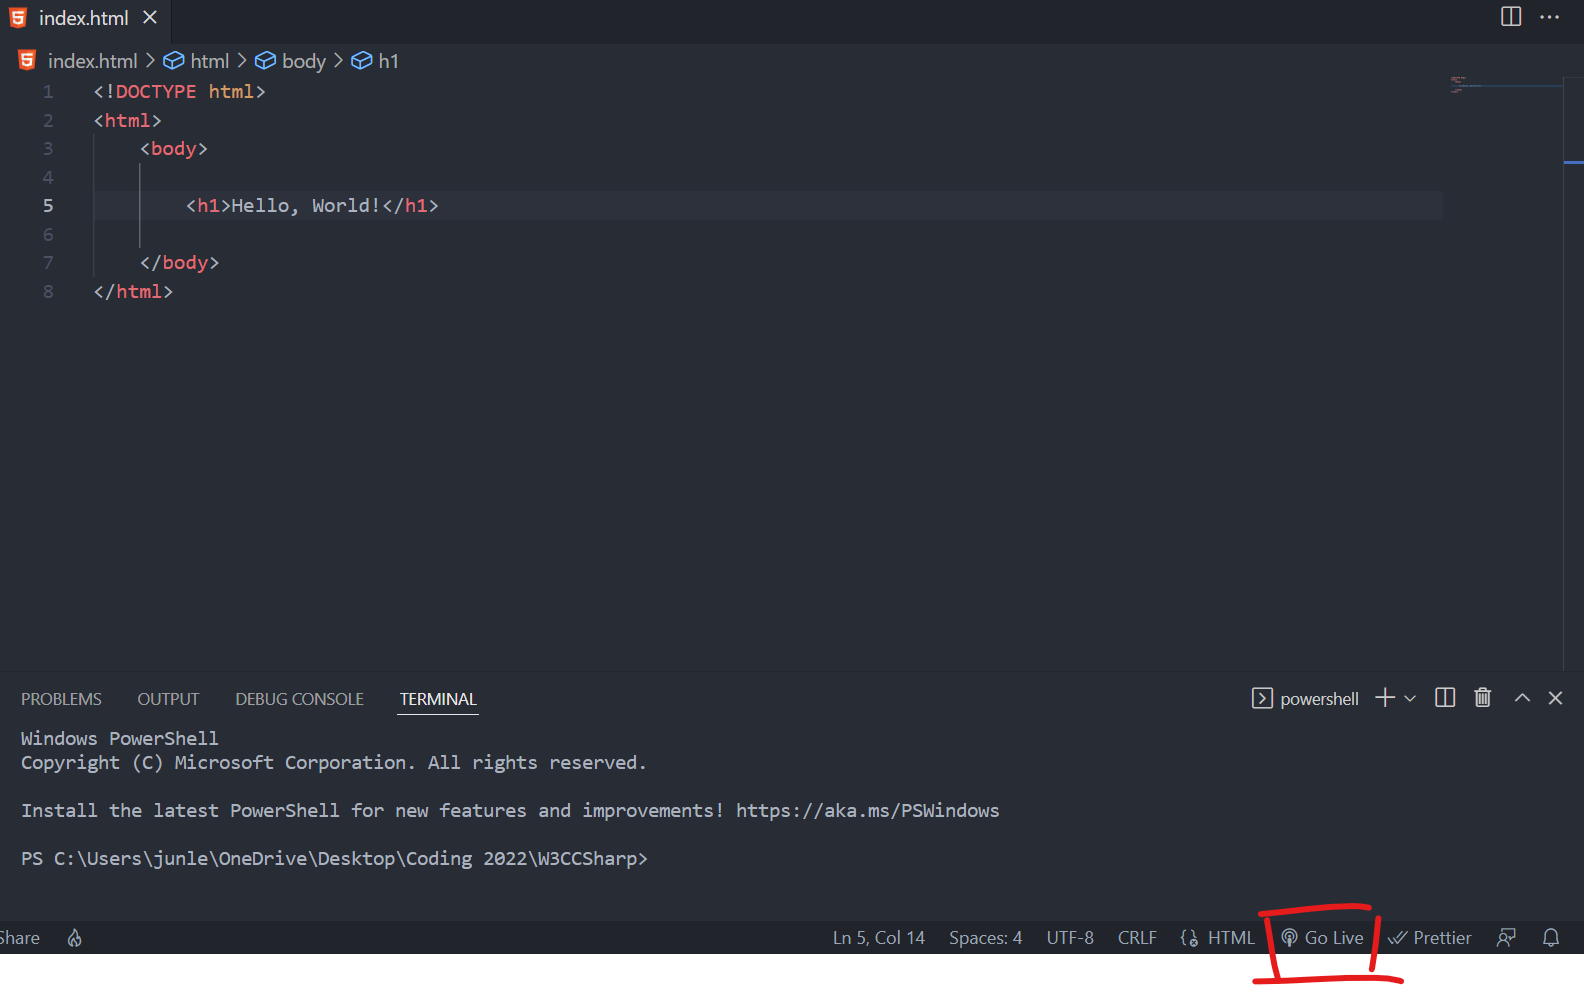 index.html
index.html > html > body > h1
1 <!DOCTYPE html>
2 <html>
3 <body>
4
5 <h1>Hello, World!</h1>
6
7 </body>
8 </html>
PROBLEMS OUTPUT DEBUG CONSOLE TERMINAL powershell
Windows PowerShell
Copyright (C) Microsoft Corporation. All rights reserved.
Install the latest PowerShell for new features and improvements! https://aka.ms/PSWindows
PS C:\Users\junle\OneDrive\Desktop\Coding 2022\W3CCSharp>
Share Ln 5, Col 14 Spaces: 4 UTF-8 CRLF HTML Go Live Prettier